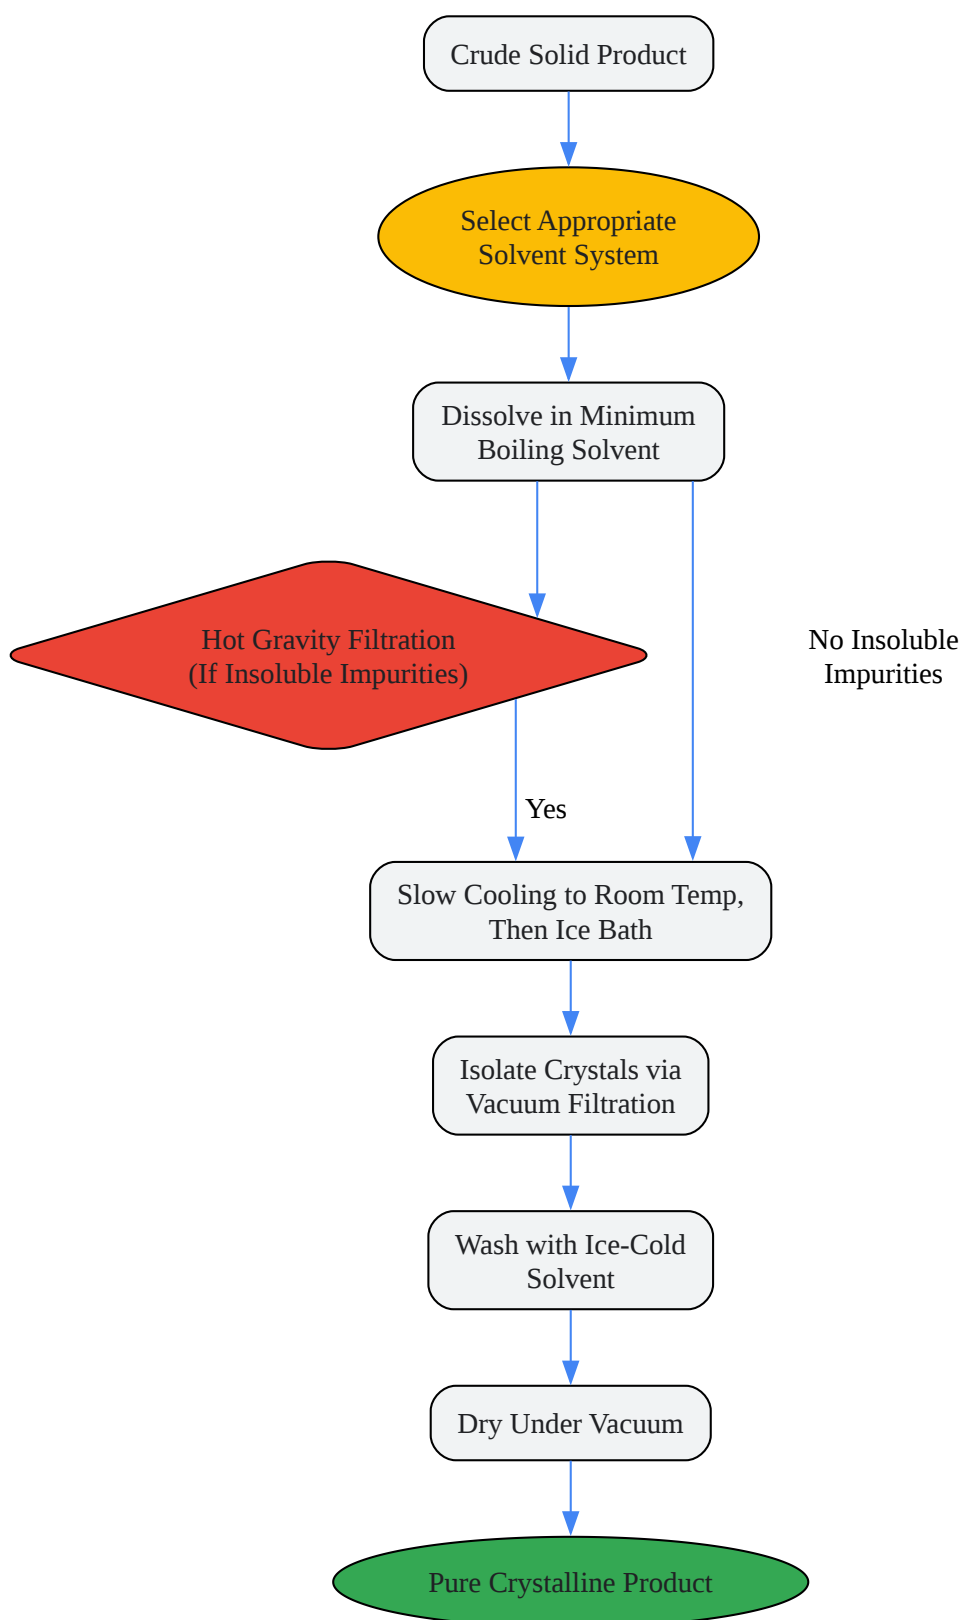 Crude Solid Product
Select Appropriate
Solvent System
Dissolve in Minimum
Boiling Solvent
Hot Gravity Filtration
(If Insoluble Impurities)
No Insoluble
Impurities
Yes
Slow Cooling to Room Temp,
Then Ice Bath
Isolate Crystals via
Vacuum Filtration
Wash with Ice-Cold
Solvent
Dry Under Vacuum
Pure Crystalline Product